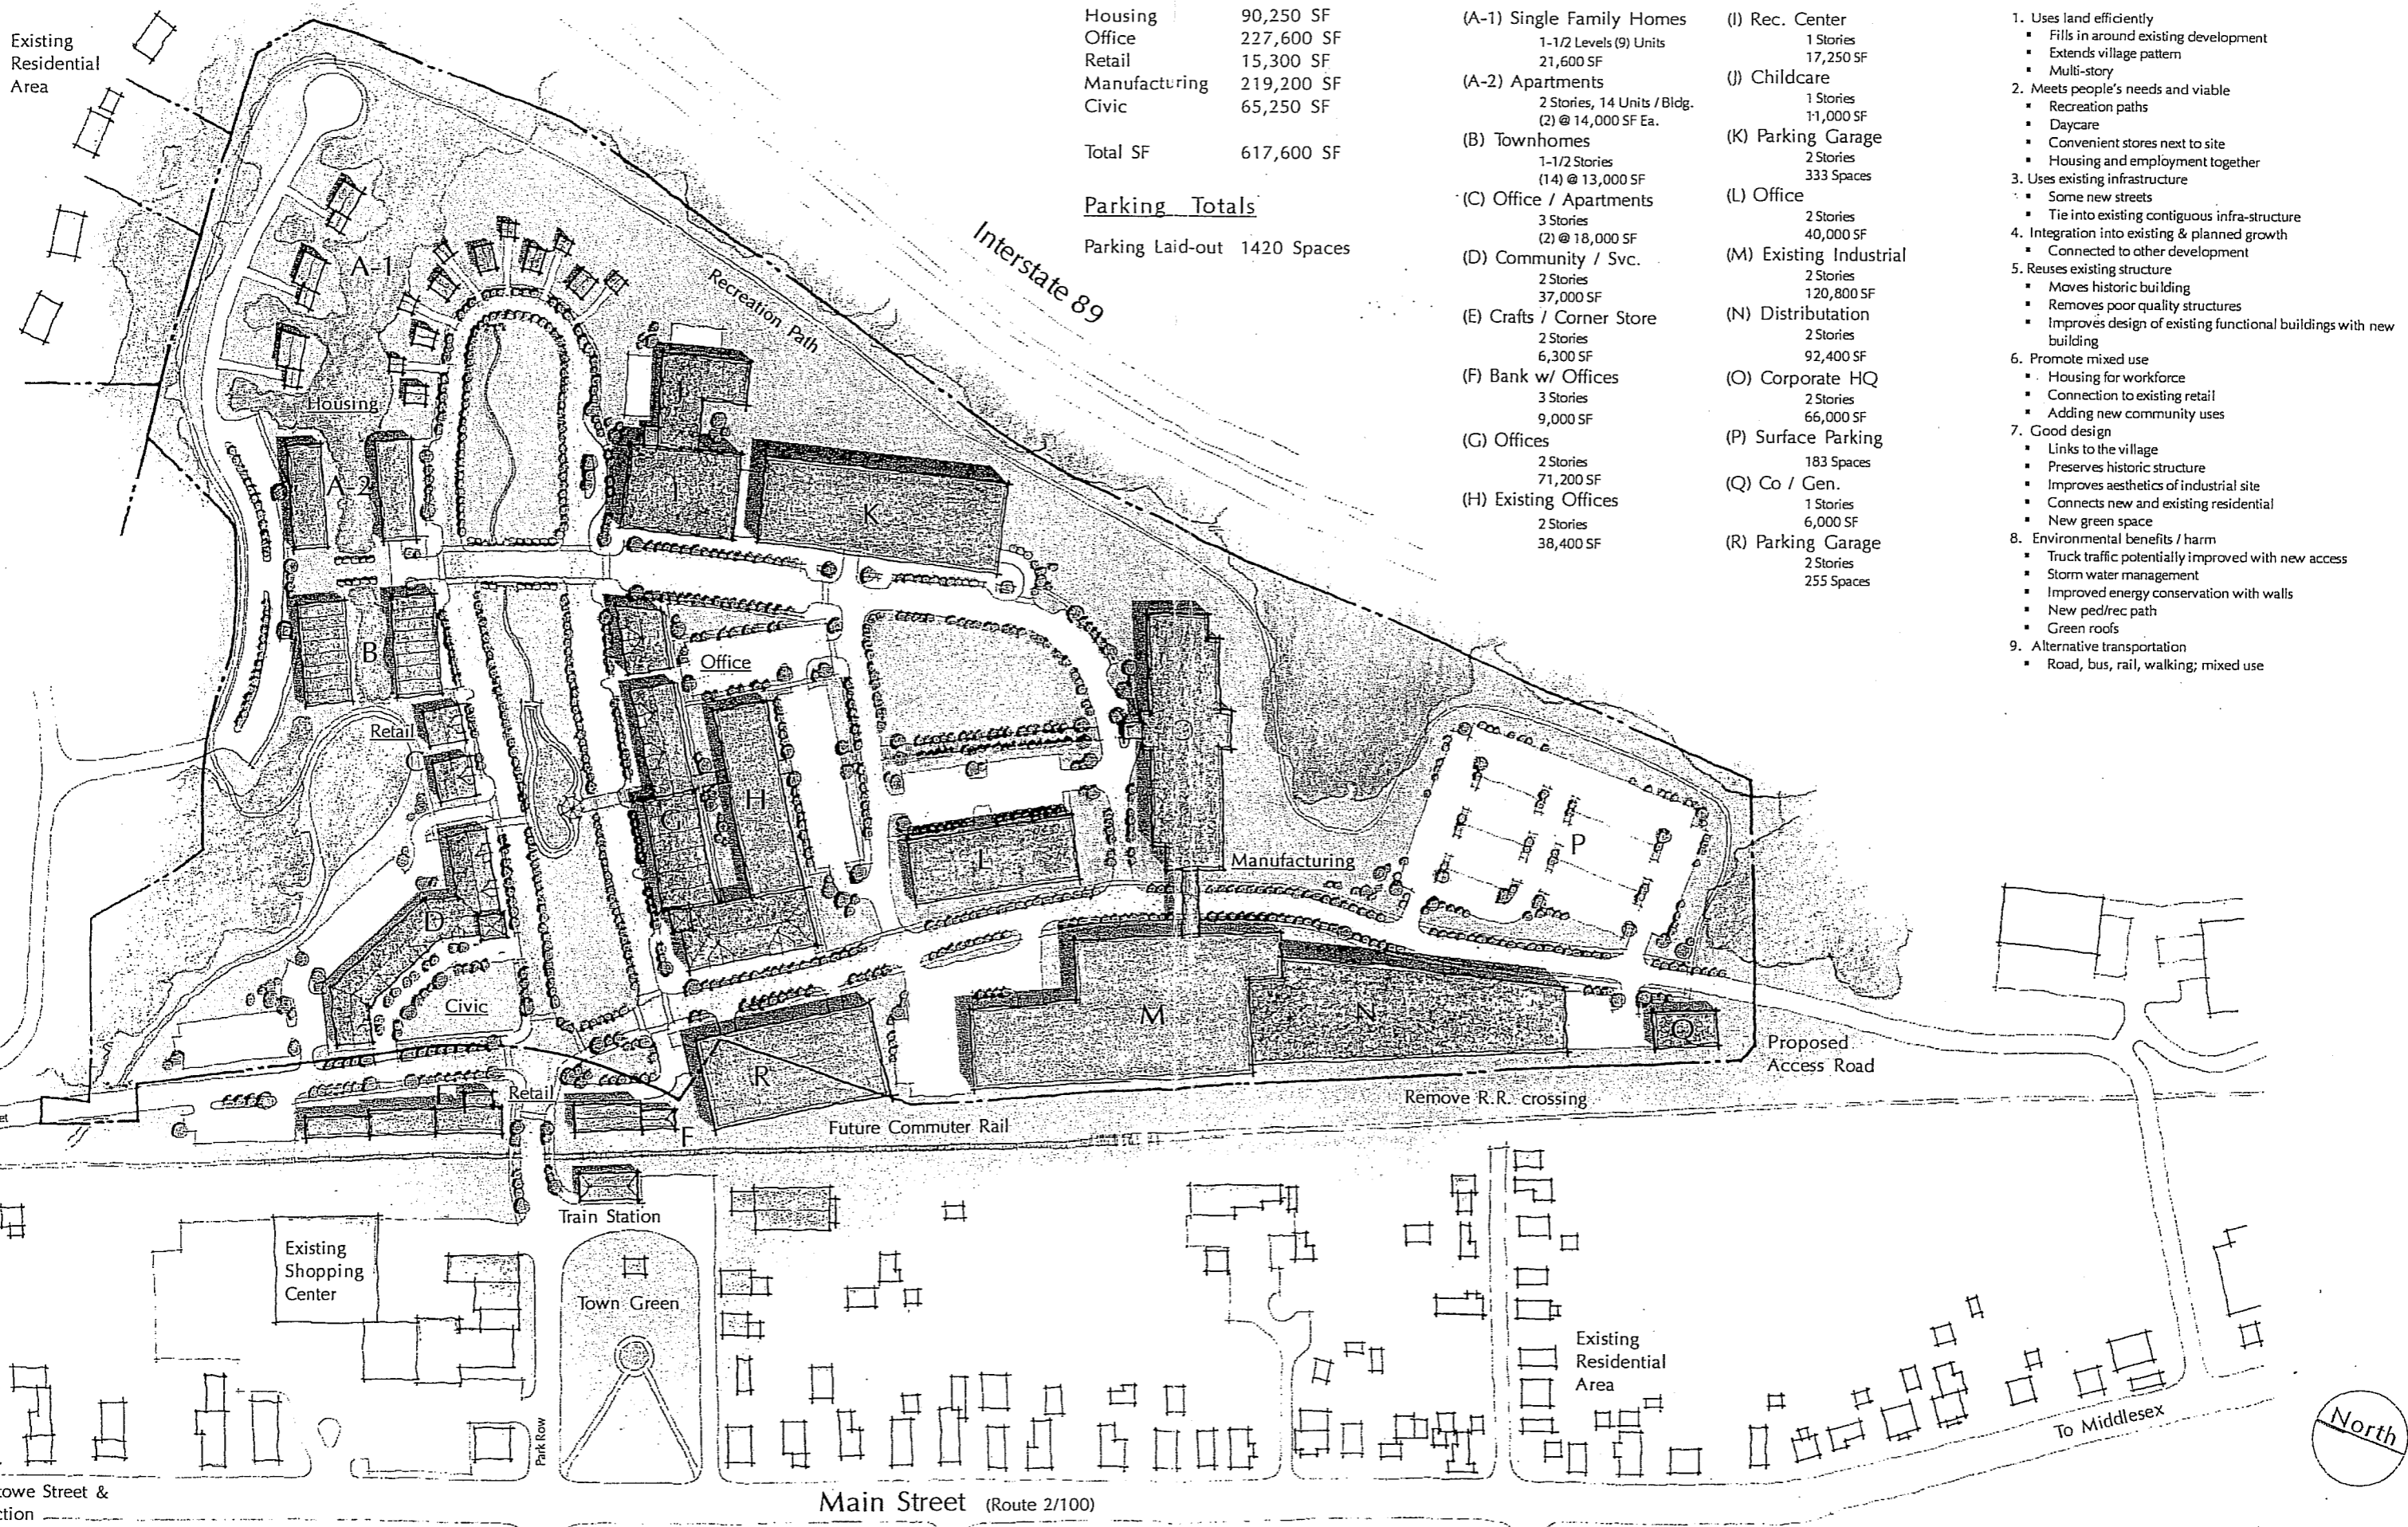 Housing 90,250 SF
Office 227,600 SF
Retail 15,300 SF
Manufacturing 219,200 SF
Civic 65,250 SF
Total SF 617,600 SF
Parking Totals
Parking Laid-out 1420 Spaces
(A-1) Single Family Homes
1-1/2 Levels (9) Units
21,600 SF
(A-2) Apartments
2 Stories, 14 Units / Bldg.
(2) @ 14,000 SF Ea.
(B) Townhomes
1-1/2 Stories
(14) @ 13,000 SF
(C) Office / Apartments
3 Stories
(2) @ 18,000 SF
(D) Community / Svc.
2 Stories
37,000 SF
(E) Crafts / Corner Store
2 Stories
6,300 SF
(F) Bank w/ Offices
3 Stories
9,000 SF
(G) Offices
2 Stories
71,200 SF
(H) Existing Offices
2 Stories
38,400 SF
(I) Rec. Center
1 Stories
17,250 SF
(J) Childcare
1 Stories
11,000 SF
(K) Parking Garage
2 Stories
333 Spaces
(L) Office
2 Stories
40,000 SF
(M) Existing Industrial
2 Stories
120,800 SF
(N) Distributation
2 Stories
92,400 SF
(O) Corporate HQ
2 Stories
66,000 SF
(P) Surface Parking
183 Spaces
(Q) Co / Gen.
1 Stories
6,000 SF
(R) Parking Garage
2 Stories
255 Spaces
1. Uses land efficiently
▪ Fills in around existing development
▪ Extends village pattern
▪ Multi-story
2. Meets people's needs and viable
▪ Recreation paths
▪ Daycare
▪ Convenient stores next to site
▪ Housing and employment together
3. Uses existing infrastructure
▪ Some new streets
▪ Tie into existing contiguous infra-structure
4. Integration into existing & planned growth
▪ Connected to other development
5. Reuses existing structure
▪ Moves historic building
▪ Removes poor quality structures
▪ Improves design of existing functional buildings with new
building
6. Promote mixed use
▪ Housing for workforce
▪ Connection to existing retail
▪ Adding new community uses
7. Good design
▪ Links to the village
▪ Preserves historic structure
▪ Improves aesthetics of industrial site
▪ Connects new and existing residential
▪ New green space
8. Environmental benefits / harm
▪ Truck traffic potentially improved with new access
▪ Storm water management
▪ Improved energy conservation with walls
▪ New ped/rec path
▪ Green roofs
9. Alternative transportation
▪ Road, bus, rail, walking; mixed use
Existing
Residential
Area
Interstate 89
Recreation Path
A-1
Housing
J
A-2
I
K
B
Office
Retail
C
H
G
L
O
Manufacturing
P
D
Civic
M
N
Q
Proposed
Access Road
R
Retail
F
Remove R.R. crossing
Future Commuter Rail
Train Station
Existing
Shopping
Center
Town Green
Park Row
Existing
Residential
Area
To Middlesex
North
towe Street &
ction
Main Street (Route 2/100)